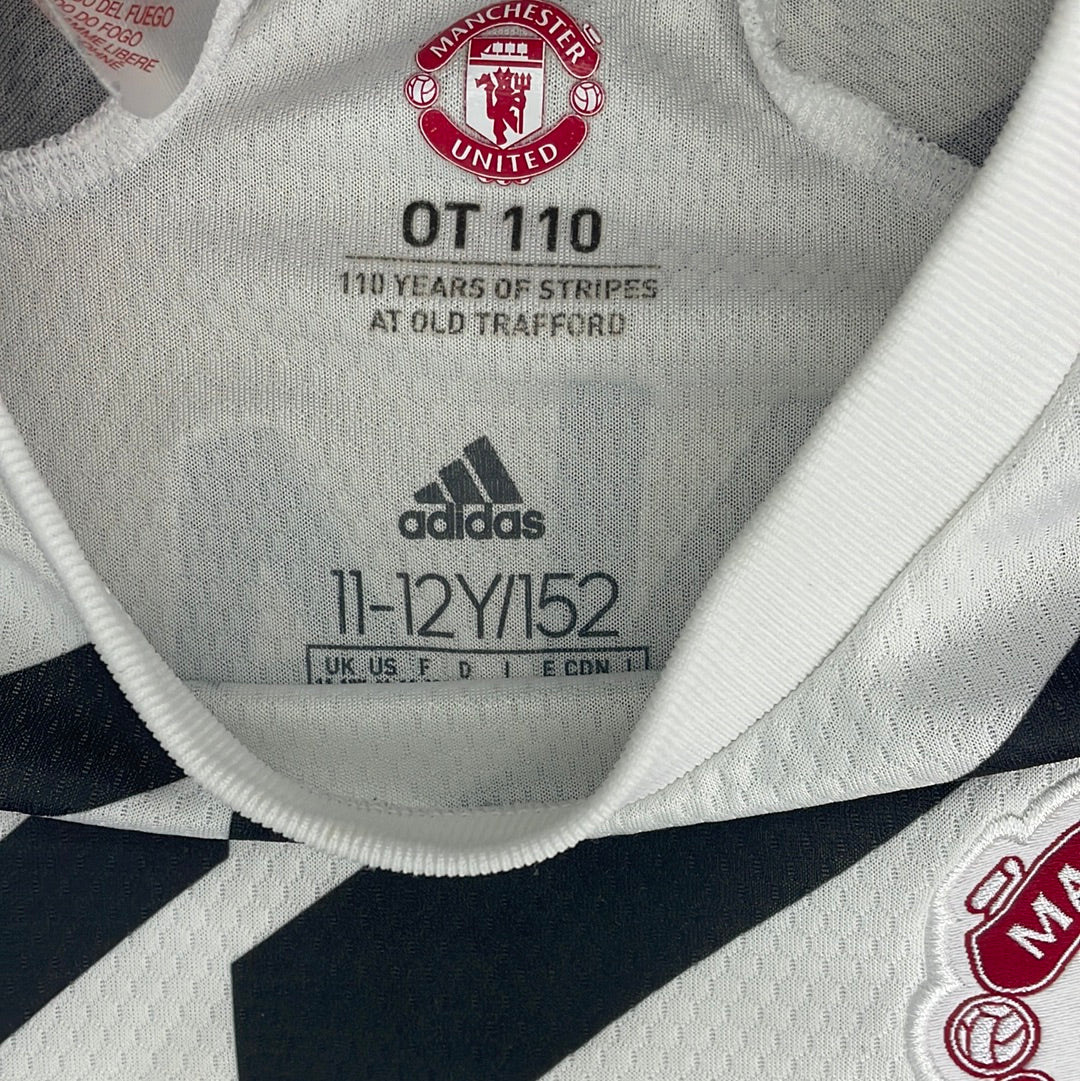 DEL FUEGO
DO FOGO
LIBERE
MANCHESTER
UNITED
OT 110
110 YEARS OF STRIPES
AT OLD TRAFFORD
adidas
11-12Y/152
UK US F D I E CDN
MA